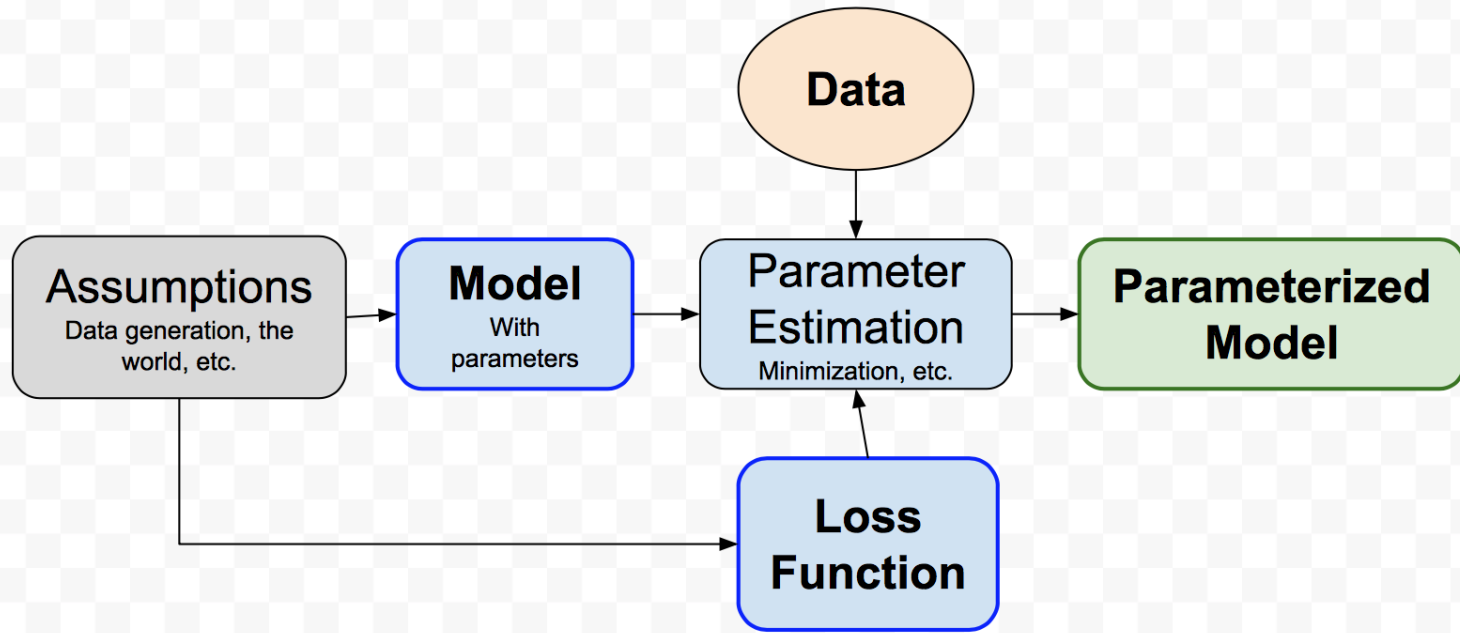 Data
Assumptions
Data generation, the
world, etc.
Model
With
parameters
Parameter
Estimation
Minimization, etc.
Parameterized
Model
Loss
Function